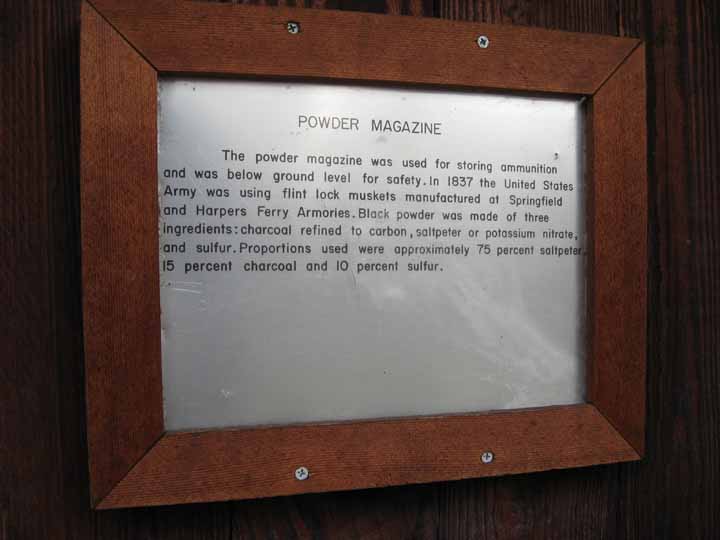 POWDER MAGAZINE
The powder magazine was used for storing ammunition
and was below ground level for safety. In 1837 the United States
Army was using flint lock muskets manufactured at Springfield
and Harpers Ferry Armories. Black powder was made of three
ingredients: charcoal refined to carbon, saltpeter or potassium nitrate,
and sulfur. Proportions used were approximately 75 percent saltpeter
15 percent charcoal and 10 percent sulfur.